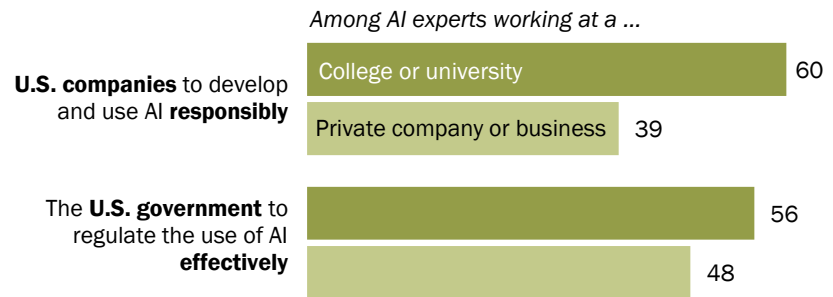 Among AI experts working at a ...
U.S. companies to develop
and use AI responsibly
College or university
60
Private company or business
39
The U.S. government to
regulate the use of AI
effectively
56
48